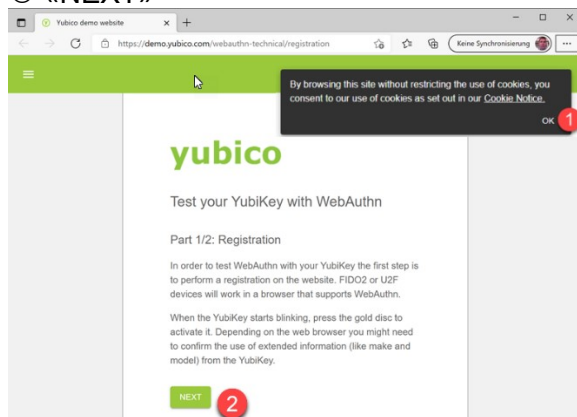 «NEXT»
Yubico demo website
https://demo.yubico.com/webauthn-technical/registration
Keine Synchronisierung
By browsing this site without restricting the use of cookies, you
consent to our use of cookies as set out in our Cookie Notice.
OK
1
yubico
Test your YubiKey with WebAuthn
Part 1/2: Registration
In order to test WebAuthn with your YubiKey the first step is
to perform a registration on the website. FIDO2 or U2F
devices will work in a browser that supports WebAuthn.
When the YubiKey starts blinking, press the gold disc to
activate it. Depending on the web browser you might need
to confirm the use of extended information (like make and
model) from the YubiKey.
NEXT
2